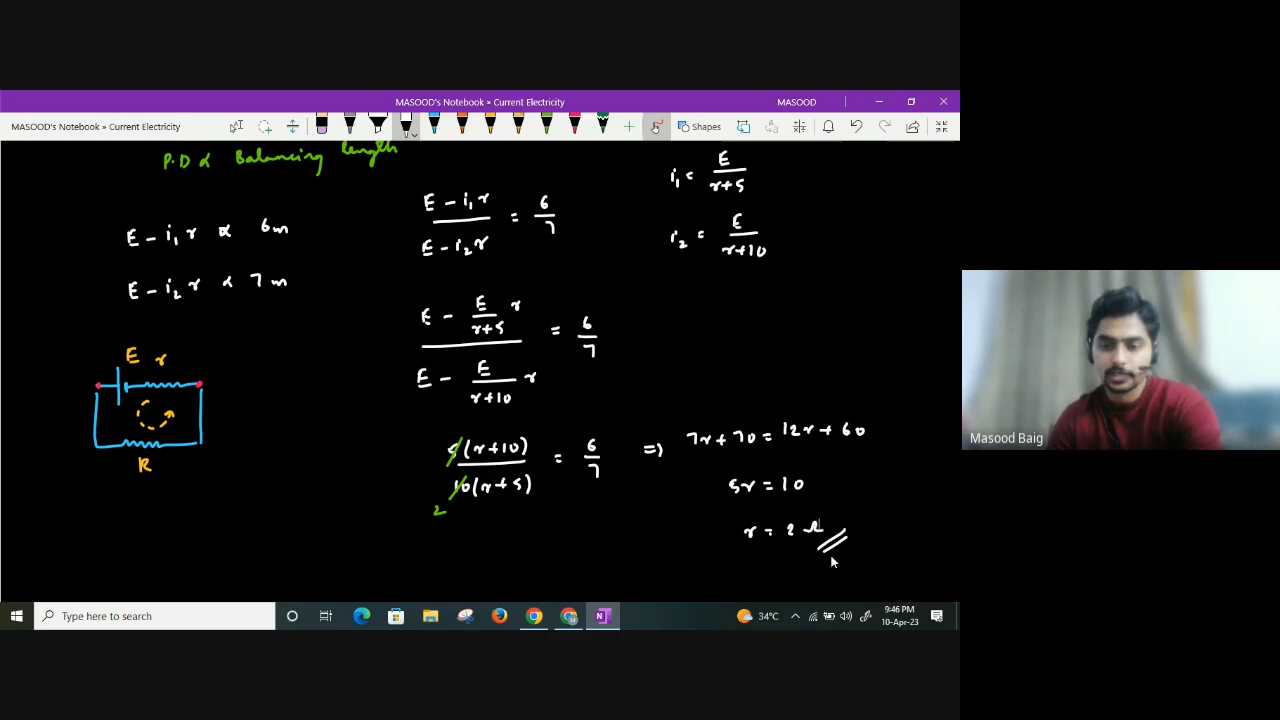 MASOOD's Notebook » Current Electricity
MASOOD
MASOOD's Notebook » Current Electricity
Shapes
P.D ∝ Balancing length
E - i₁r ∝ 6m
E - i₂r ∝ 7m
E r
R
(E - i₁r)/(E - i₂r) = 6/7
(E - E/(r+5) r)/(E - E/(r+10) r) = 6/7
5(r+10)/10(r+5) = 6/7
2
i₁ = E/(r+5)
i₂ = E/(r+10)
⇒ 7r + 70 = 12r + 60
5r = 10
r = 2 Ω
Masood Baig
Type here to search
34°C
9:46 PM
10-Apr-23